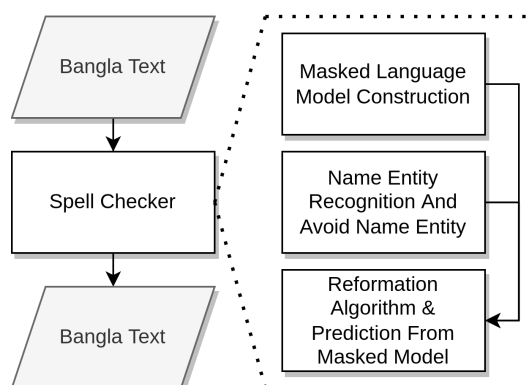 Bangla Text
Spell Checker
Bangla Text
Masked Language
Model Construction
Name Entity
Recognition And
Avoid Name Entity
Reformation
Algorithm &
Prediction From
Masked Model